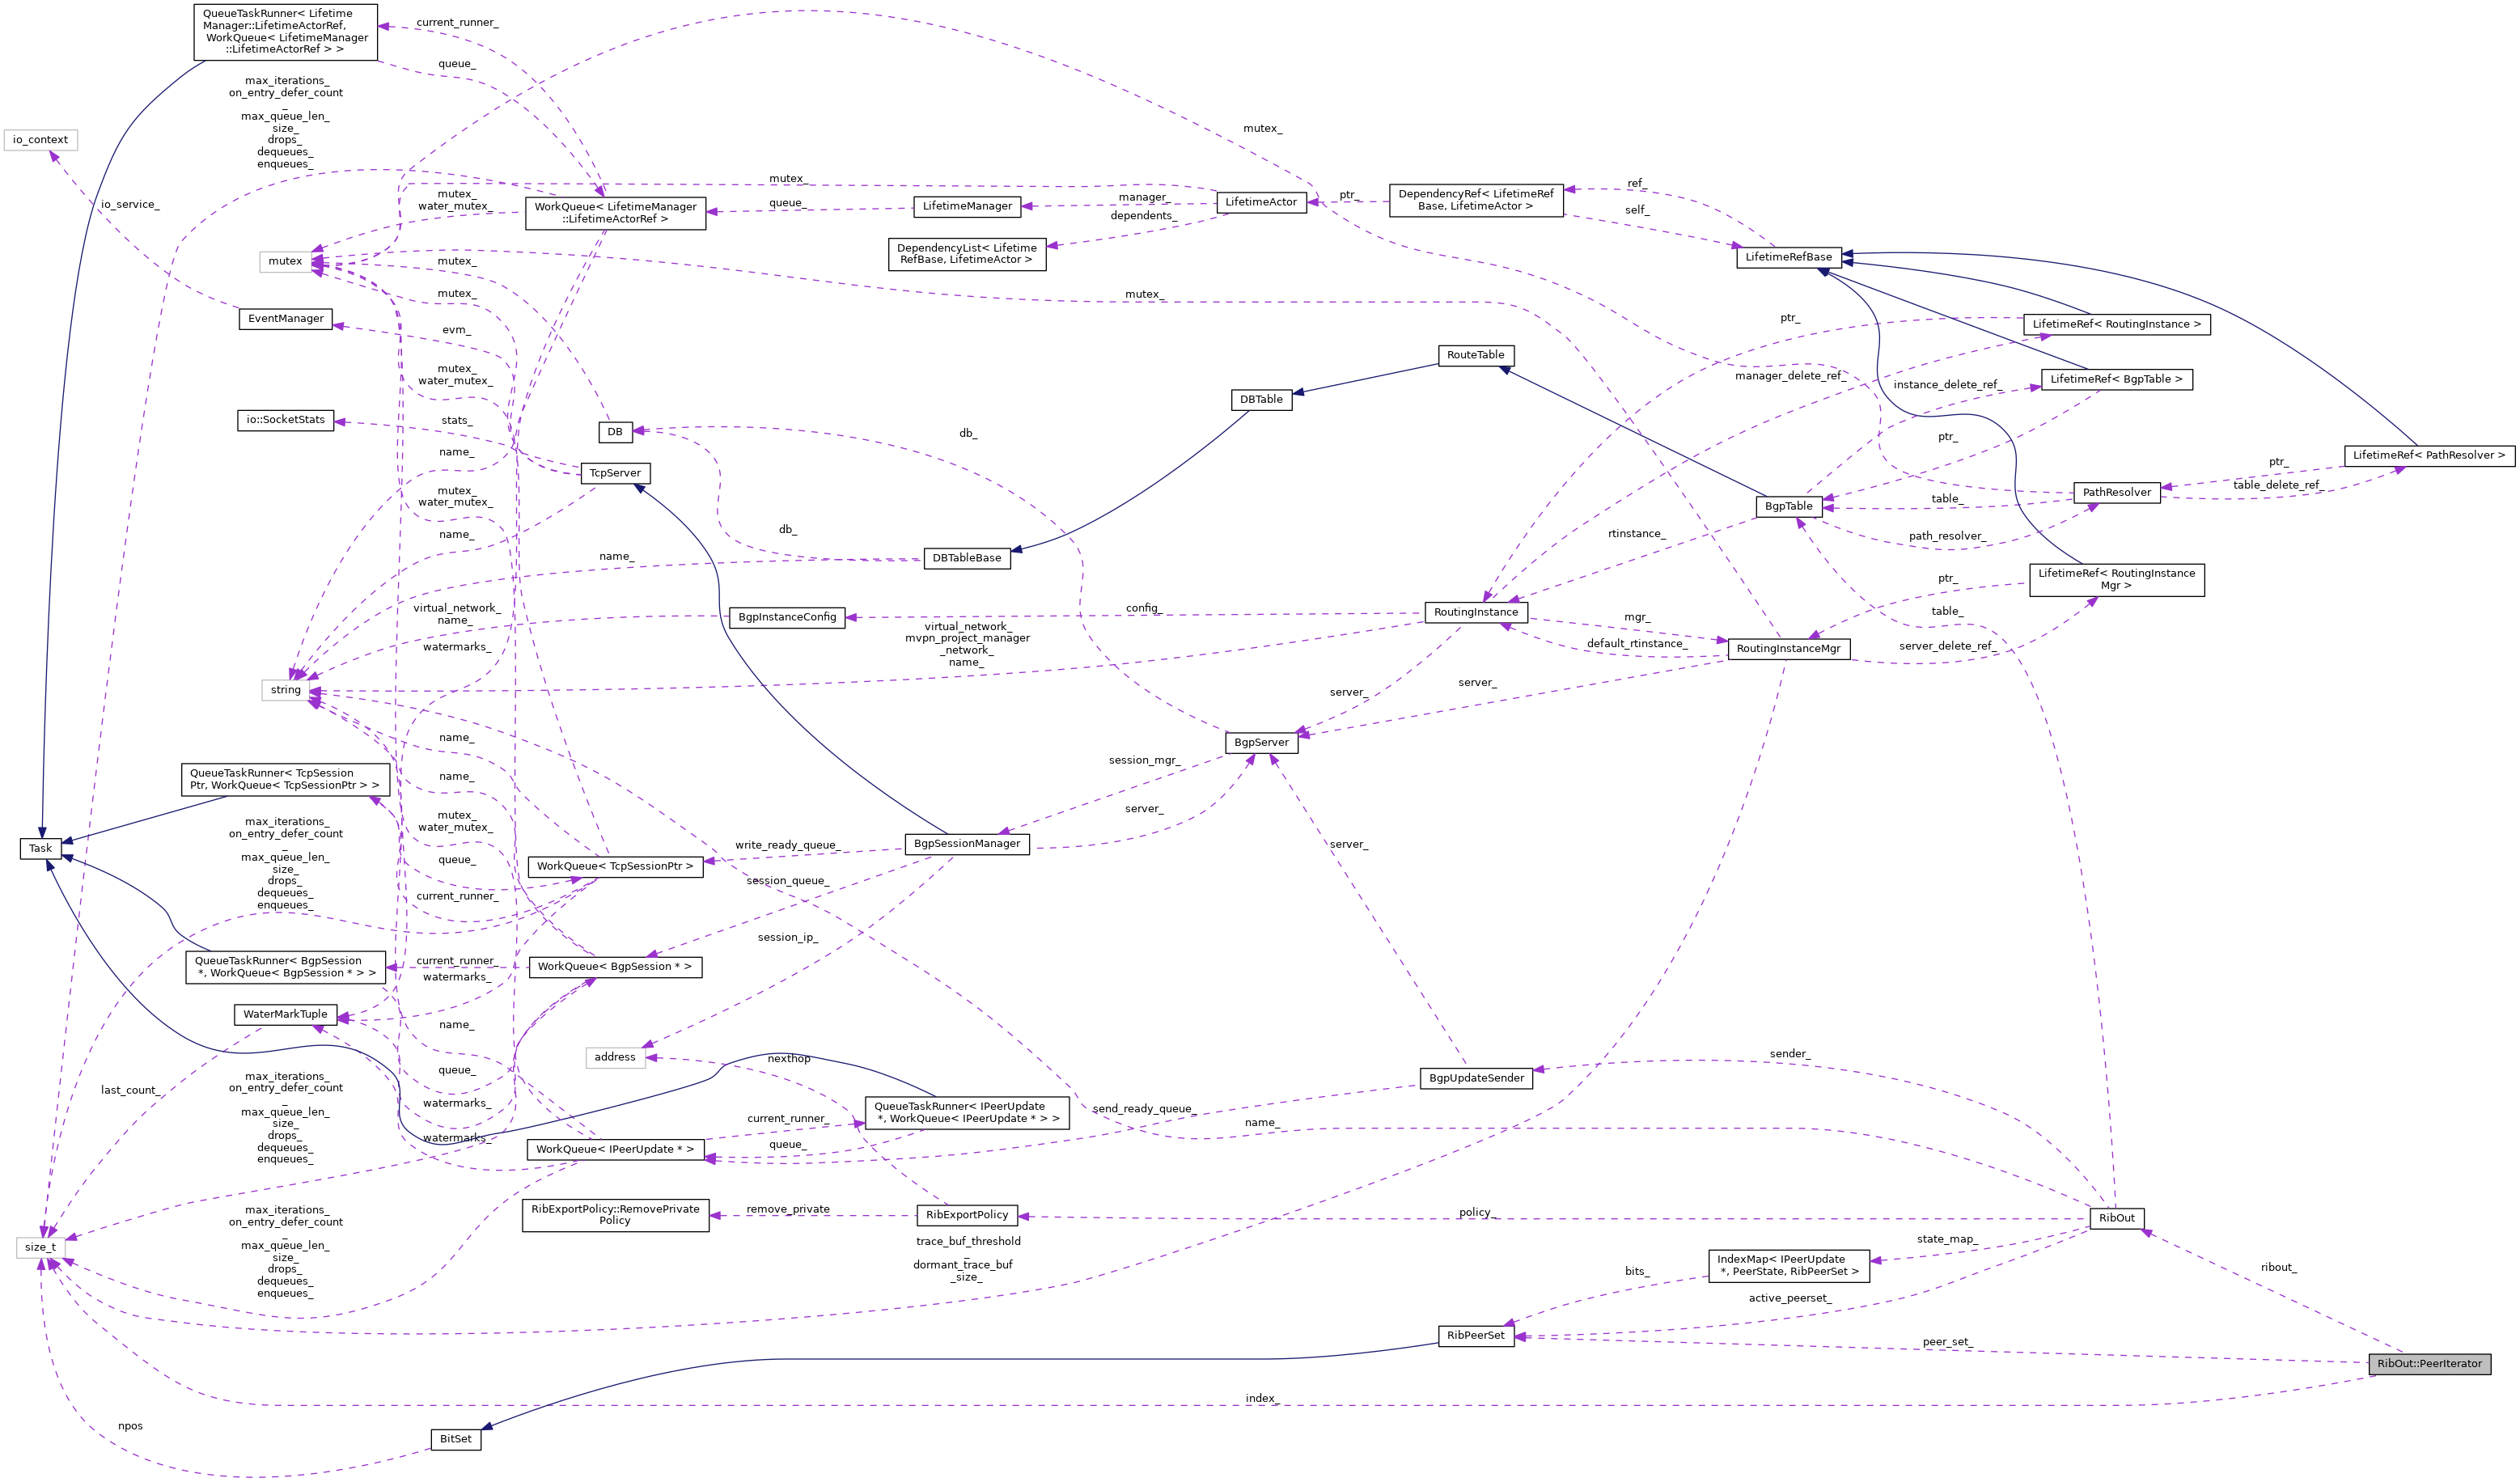 QueueTaskRunner< Lifetime
Manager::LifetimeActorRef,
WorkQueue< LifetimeManager
::LifetimeActorRef > >
current_runner_
queue_
max_iterations_
on_entry_defer_count
_
max_queue_len_
size_
drops_
dequeues_
enqueues_
io_context
io_service_
mutex_
mutex_
mutex_
water_mutex_
WorkQueue< LifetimeManager
::LifetimeActorRef >
queue_
LifetimeManager
manager_
dependents_
LifetimeActor
ptr_
DependencyRef< LifetimeRef
Base, LifetimeActor >
ref_
self_
DependencyList< Lifetime
RefBase, LifetimeActor >
LifetimeRefBase
mutex
mutex_
mutex_
mutex_
EventManager
evm_
ptr_
LifetimeRef< RoutingInstance >
RouteTable
mutex_
water_mutex_
manager_delete_ref_
instance_delete_ref_
LifetimeRef< BgpTable >
DBTable
io::SocketStats
stats_
DB
db_
ptr_
name_
TcpServer
LifetimeRef< PathResolver >
ptr_
table_delete_ref_
PathResolver
mutex_
water_mutex_
table_
BgpTable
name_
db_
rtinstance_
path_resolver_
name_
DBTableBase
LifetimeRef< RoutingInstance
Mgr >
ptr_
virtual_network_
name_
BgpInstanceConfig
config_
RoutingInstance
table_
mgr_
virtual_network_
mvpn_project_manager
_network_
name_
default_rtinstance_
RoutingInstanceMgr
server_delete_ref_
watermarks_
string
server_
server_
name_
BgpServer
session_mgr_
QueueTaskRunner< TcpSession
Ptr, WorkQueue< TcpSessionPtr > >
name_
server_
max_iterations_
on_entry_defer_count
_
max_queue_len_
size_
drops_
dequeues_
enqueues_
mutex_
water_mutex_
Task
write_ready_queue_
BgpSessionManager
server_
queue_
WorkQueue< TcpSessionPtr >
session_queue_
current_runner_
session_ip_
QueueTaskRunner< BgpSession
*, WorkQueue< BgpSession * > >
current_runner_
WorkQueue< BgpSession * >
watermarks_
WaterMarkTuple
name_
address
nexthop
sender_
BgpUpdateSender
queue_
last_count_
max_iterations_
on_entry_defer_count
_
max_queue_len_
size_
drops_
dequeues_
enqueues_
watermarks_
QueueTaskRunner< IPeerUpdate
*, WorkQueue< IPeerUpdate * > >
send_ready_queue_
current_runner_
name_
watermarks_
queue_
WorkQueue< IPeerUpdate * >
RibExportPolicy::RemovePrivate
Policy
remove_private
RibExportPolicy
policy_
RibOut
max_iterations_
on_entry_defer_count
_
max_queue_len_
size_
drops_
dequeues_
enqueues_
size_t
trace_buf_threshold
_
dormant_trace_buf
_size_
state_map_
IndexMap< IPeerUpdate
*, PeerState, RibPeerSet >
bits_
ribout_
active_peerset_
RibPeerSet
peer_set_
RibOut::PeerIterator
index_
npos
BitSet